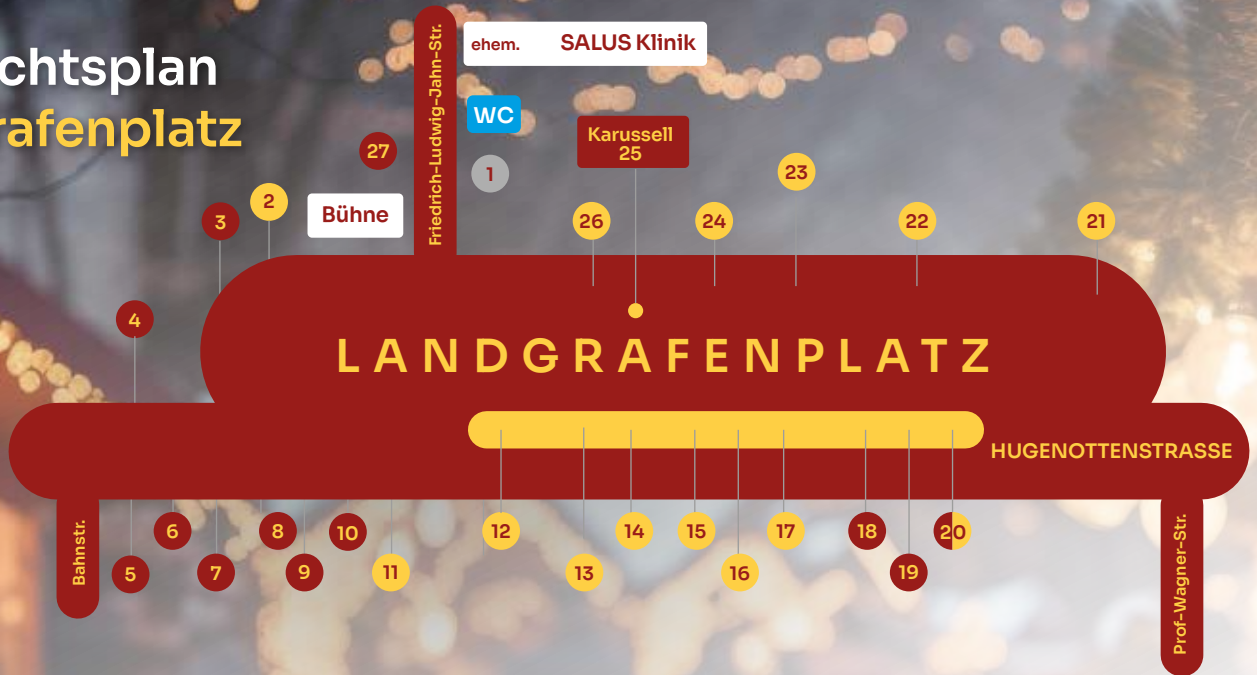 chtsplan
rafenplatz
Friedrich-Ludwig-Jahn-Str.
ehem. SALUS Klinik
WC
Karussell
25
27
1
23
2
3
Bühne
26
24
22
21
4
LANDGRAFENPLATZ
HUGENOTTENSTRASSE
Bahnstr.
6
8
10
12
14
15
17
18
20
5
7
9
11
13
16
19
Prof-Wagner-Str.